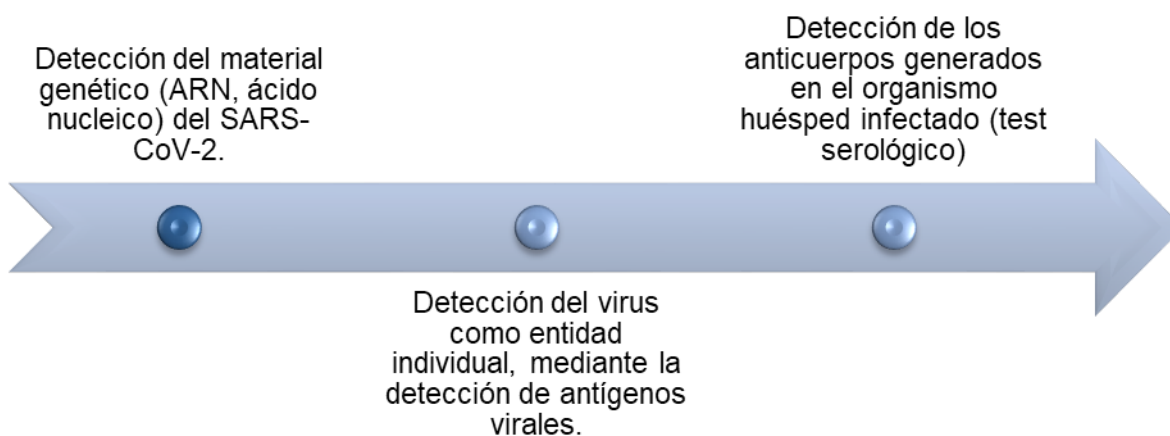 Detección del material
genético (ARN, ácido
nucleico) del SARS-
CoV-2.
Detección del virus
como entidad
individual, mediante la
detección de antígenos
virales.
Detección de los
anticuerpos generados
en el organismo
huésped infectado (test
serológico)